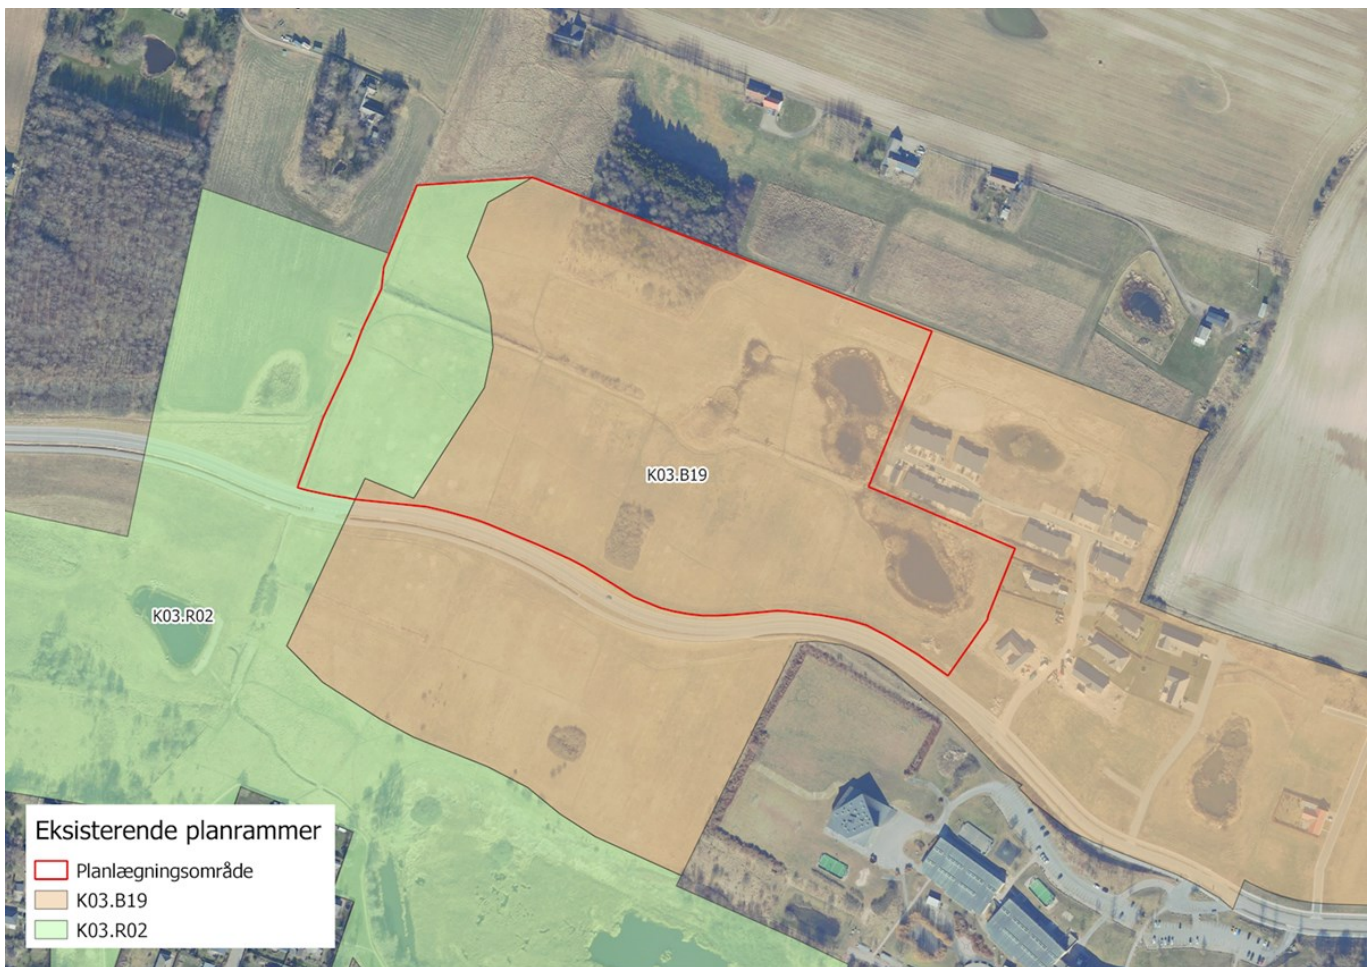 K03.B19
K03.R02
Eksisterende planrammer
Planlægningsområde
K03.B19
K03.R02